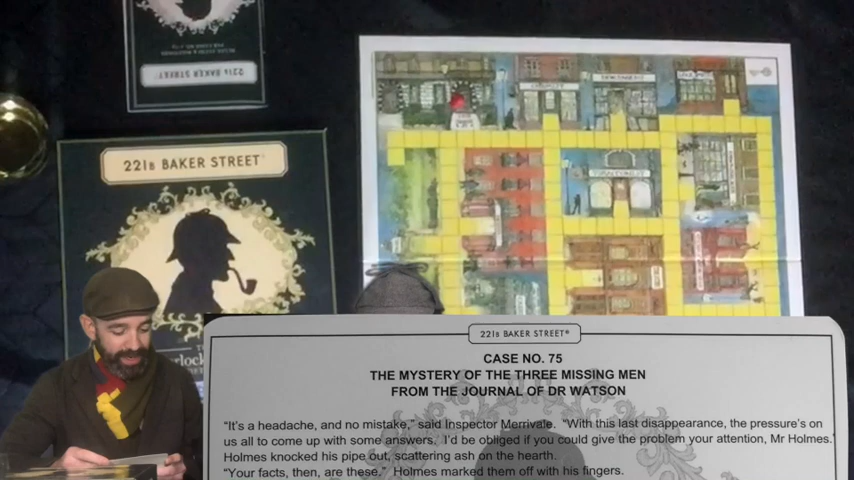 221B BAKER STREET
221B BAKER STREET
221B BAKER STREET®
CASE NO. 75
THE MYSTERY OF THE THREE MISSING MEN
FROM THE JOURNAL OF DR WATSON
"It's a headache, and no mistake," said Inspector Merrivale. "With this last disappearance, the pressure's on
us all to come up with some answers. I'd be obliged if you could give the problem your attention, Mr Holmes.
Holmes knocked his pipe out, scattering ash on the hearth.
"Your facts, then, are these." Holmes marked them off with his fingers.